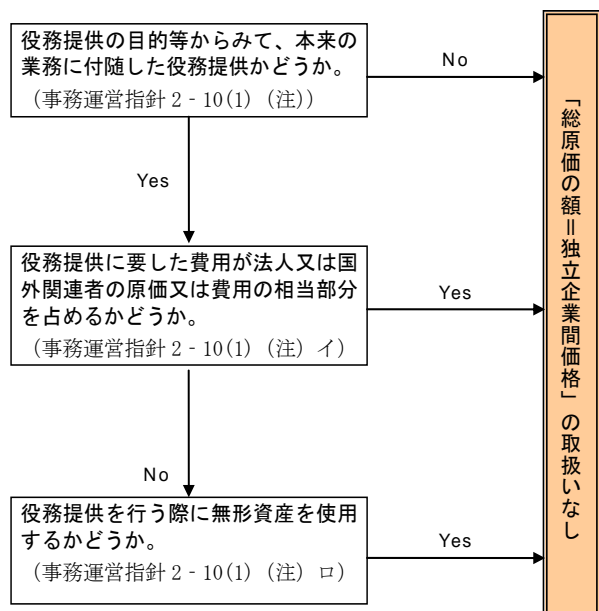 役務提供の目的等からみて、本来の
業務に付随した役務提供かどうか。
（事務運営指針 2 - 10(1) （注））
No
Yes
役務提供に要した費用が法人又は国
外関連者の原価又は費用の相当部分
を占めるかどうか。
（事務運営指針 2 - 10(1) （注） イ）
Yes
No
役務提供を行う際に無形資産を使用
するかどうか。
（事務運営指針 2 - 10(1) （注） ロ）
Yes
「総原価の額＝独立企業間価格」の取扱いなし